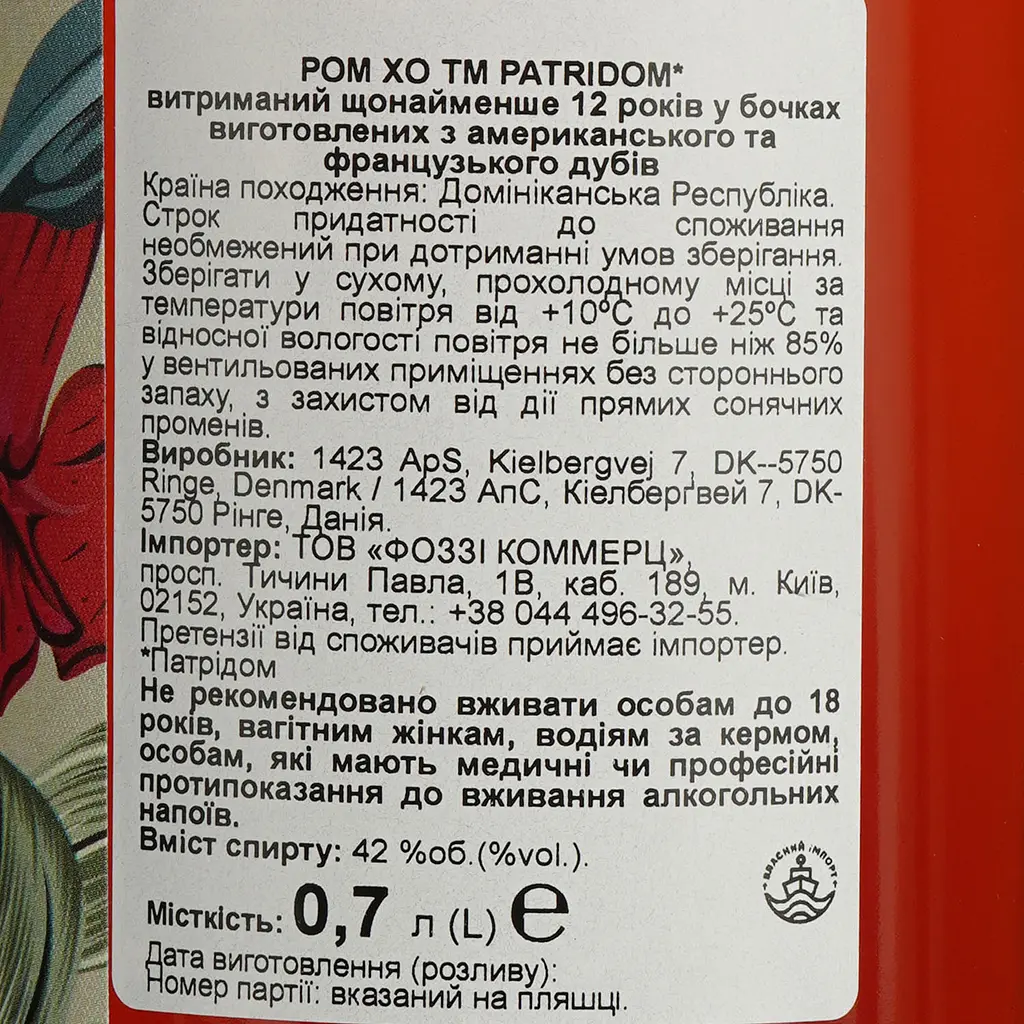 РОМ ХО ТМ PATRIDOM*
витриманий щонайменше 12 років у бочках
виготовлених з американського та
французького дубів
Країна походження: Домініканська Республіка.
Строк придатності до споживання
необмежений при дотриманні умов зберігання.
Зберігати у сухому, прохолодному місці за
температури повітря від +10ºС до +25ºС та
відносної вологості повітря не більше ніж 85%
у вентильованих приміщеннях без стороннього
запаху, з захистом від дії прямих сонячних
променів.
Виробник: 1423 ApS, Kielbergvej 7, DK--5750
Ringe, Denmark / 1423 АпС, Кіелберґвей 7, DK-
5750 Рінге, Данія.
Імпортер: ТОВ «ФОЗЗІ КОММЕРЦ»,
просп. Тичини Павла, 1В, каб. 189, м. Київ,
02152, Україна, тел.: +38 044 496-32-55.
Претензії від споживачів приймає імпортер.
*Патрідом
Не рекомендовано вживати особам до 18
років, вагітним жінкам, водіям за кермом,
особам, які мають медичні чи професійні
протипоказання до вживання алкогольних
напоїв.
Вміст спирту: 42 %об.(%vol.).
ВЛАСНИЙ ІМПОРТ
Місткість: 0,7 л (L) e
Дата виготовлення (розливу):
Номер партії: вказаний на пляшці.